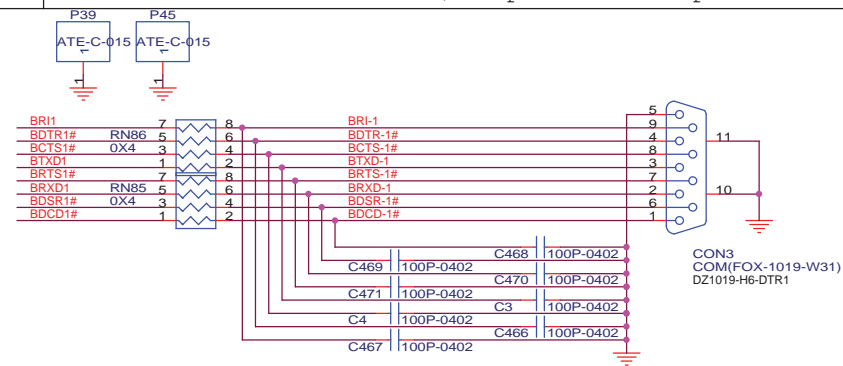 P39 P45
ATE-C-015 ATE-C-015
1 1
1 1
5
BRI1 7 8 BRI-1 9
BDTR1# RN86 5 6 BDTR-1# 4 11
BCTS1# 0X4 3 4 BCTS-1# 8
BTXD1 1 2 BTXD-1 3
BRTS1# 7 8 BRTS-1# 7
BRXD1 RN85 5 6 BRXD-1 2 10
BDSR1# 0X4 3 4 BDSR-1# 6
BDCD1# 1 2 BDCD-1# 1
C468 100P-0402
CON3
C469 100P-0402
COM(FOX-1019-W31)
C470 100P-0402
DZ1019-H6-DTR1
C471 100P-0402
C3 100P-0402
C4 100P-0402
C466 100P-0402
C467 100P-0402